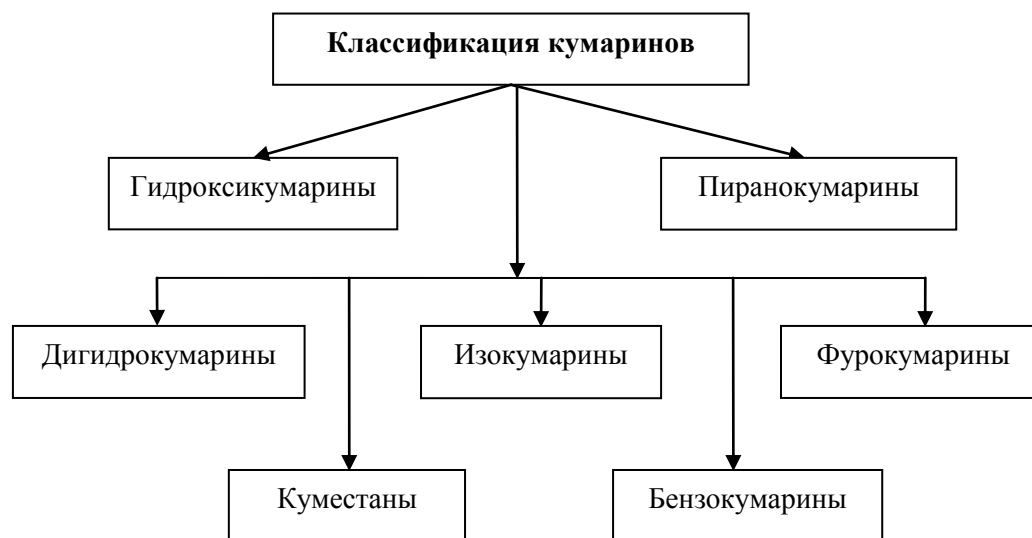 Классификация кумаринов
Гидроксикумарины
Пиранокумарины
Дигидрокумарины
Изокумарины
Фурокумарины
Куместаны
Бензокумарины